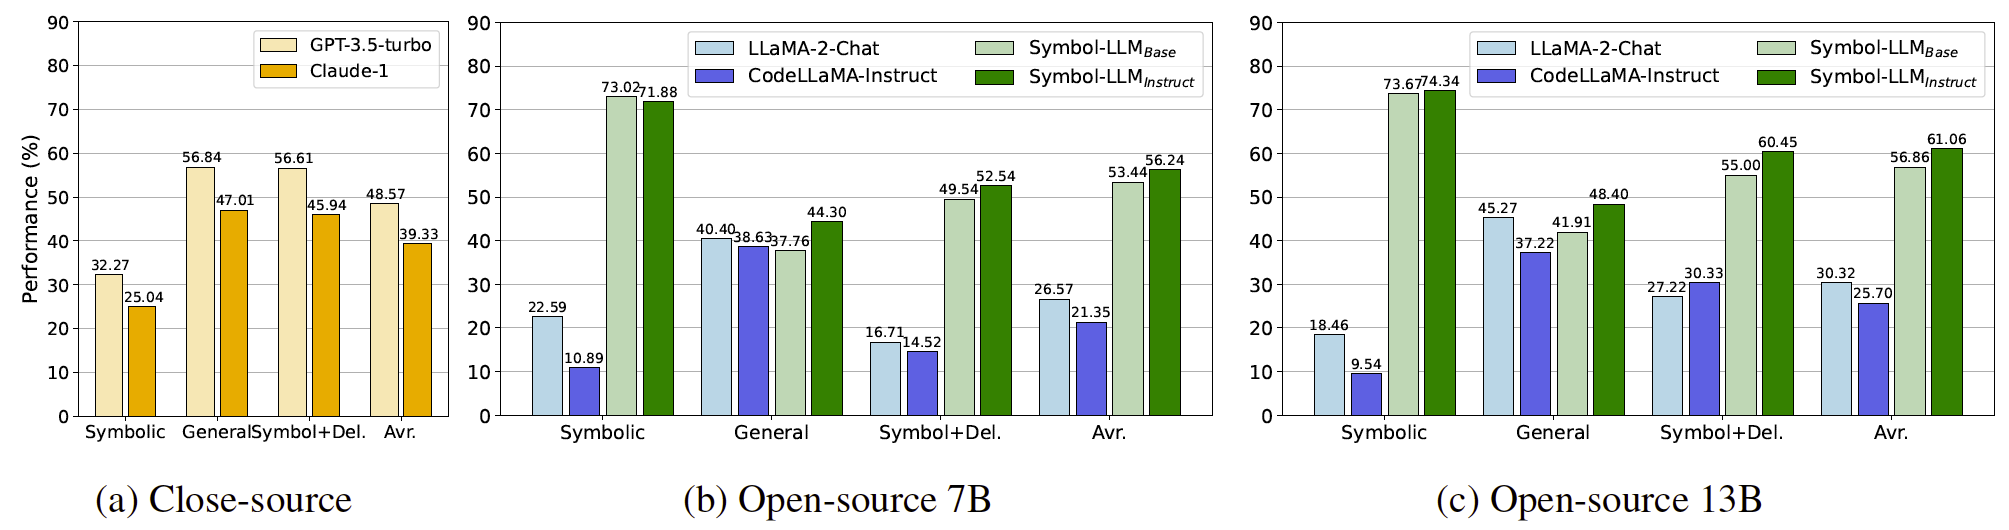 Performance (%)
90
80
70
60
50
40
30
20
10
0
GPT-3.5-turbo
Claude-1
32.27
25.04
56.84
47.01
56.61
45.94
48.57
39.33
Symbolic
General
Symbol+Del.
Avr.
(a) Close-source
90
80
70
60
50
40
30
20
10
0
LLaMA-2-Chat
CodeLLaMA-Instruct
Symbol-LLM Base
Symbol-LLM Instruct
22.59
10.89
73.02
71.88
40.40
38.63
37.76
44.30
16.71
14.52
49.54
52.54
26.57
21.35
53.44
56.24
Symbolic
General
Symbol+Del.
Avr.
(b) Open-source 7B
90
80
70
60
50
40
30
20
10
0
LLaMA-2-Chat
CodeLLaMA-Instruct
Symbol-LLM Base
Symbol-LLM Instruct
18.46
9.54
73.67
74.34
45.27
37.22
41.91
48.40
27.22
30.33
55.00
60.45
30.32
25.70
56.86
61.06
Symbolic
General
Symbol+Del.
Avr.
(c) Open-source 13B